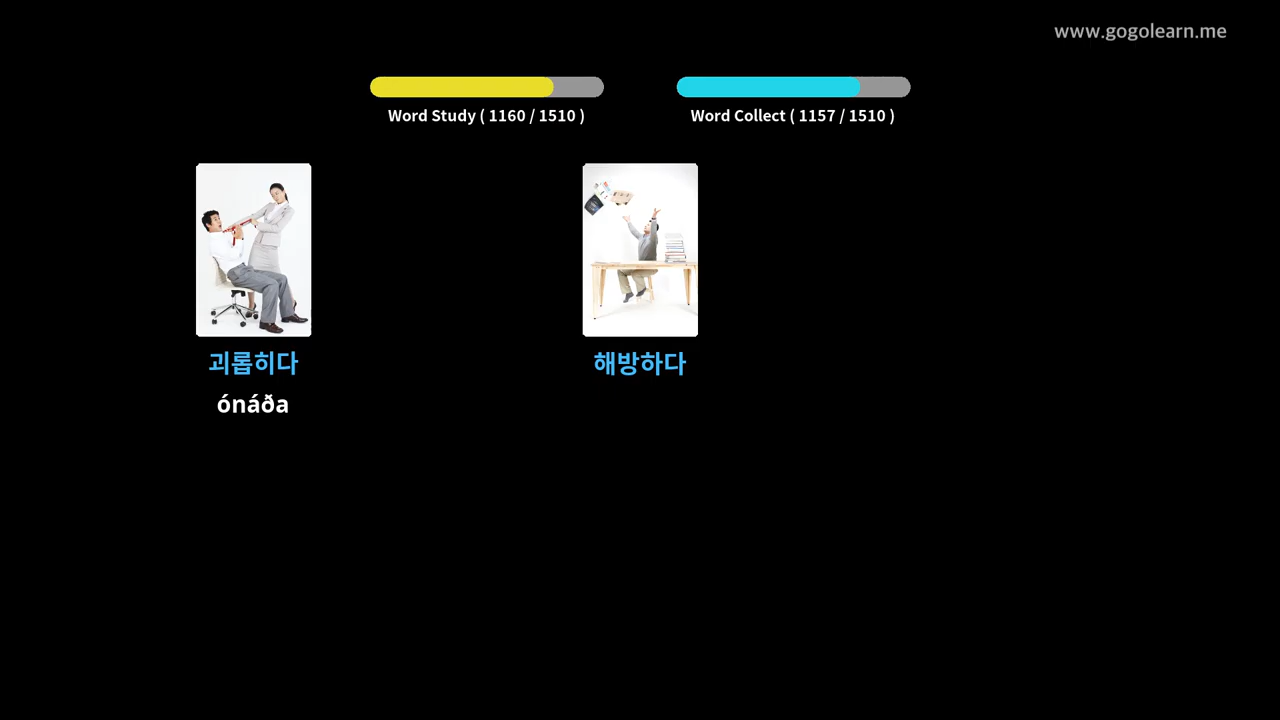 www.gogolearn.me
Word Study ( 1160 / 1510 )
Word Collect ( 1157 / 1510 )
괴롭히다
ónáða
해방하다